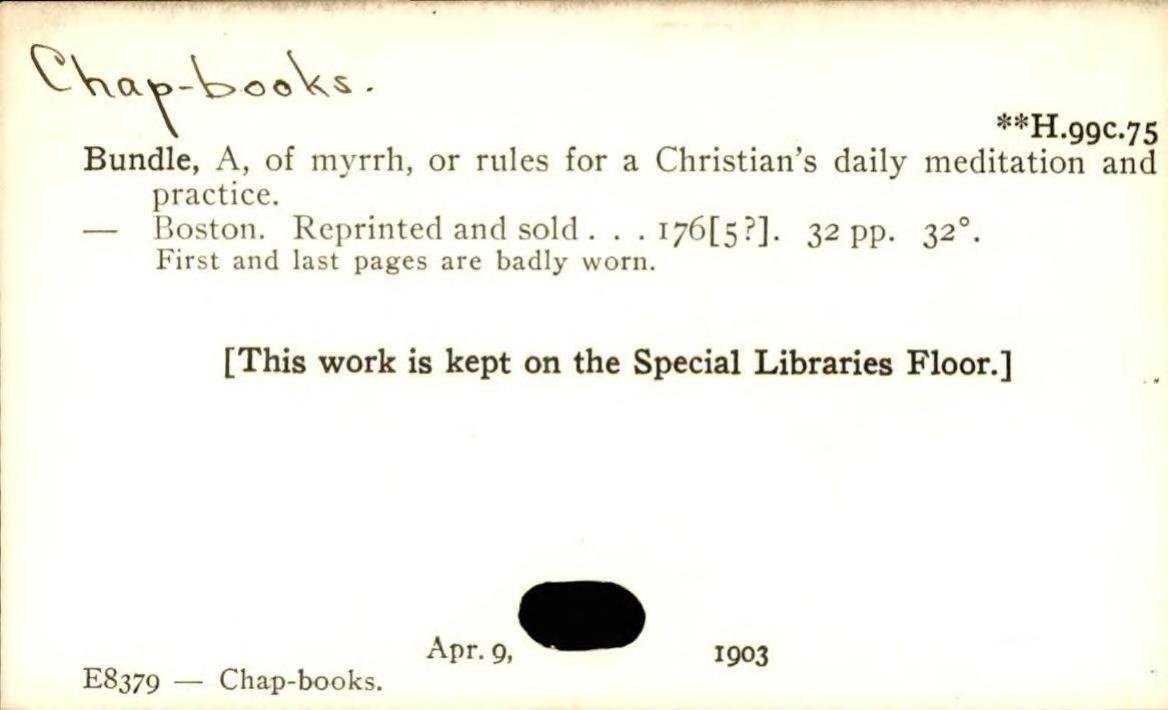 Chap-books.
**H.99c.75
Bundle, A, of myrrh, or rules for a Christian's daily meditation and
practice.
— Boston. Reprinted and sold . . . 176[5?]. 32 pp. 32°.
First and last pages are badly worn.
[This work is kept on the Special Libraries Floor.]
Apr. 9, 1903
E8379 — Chap-books.